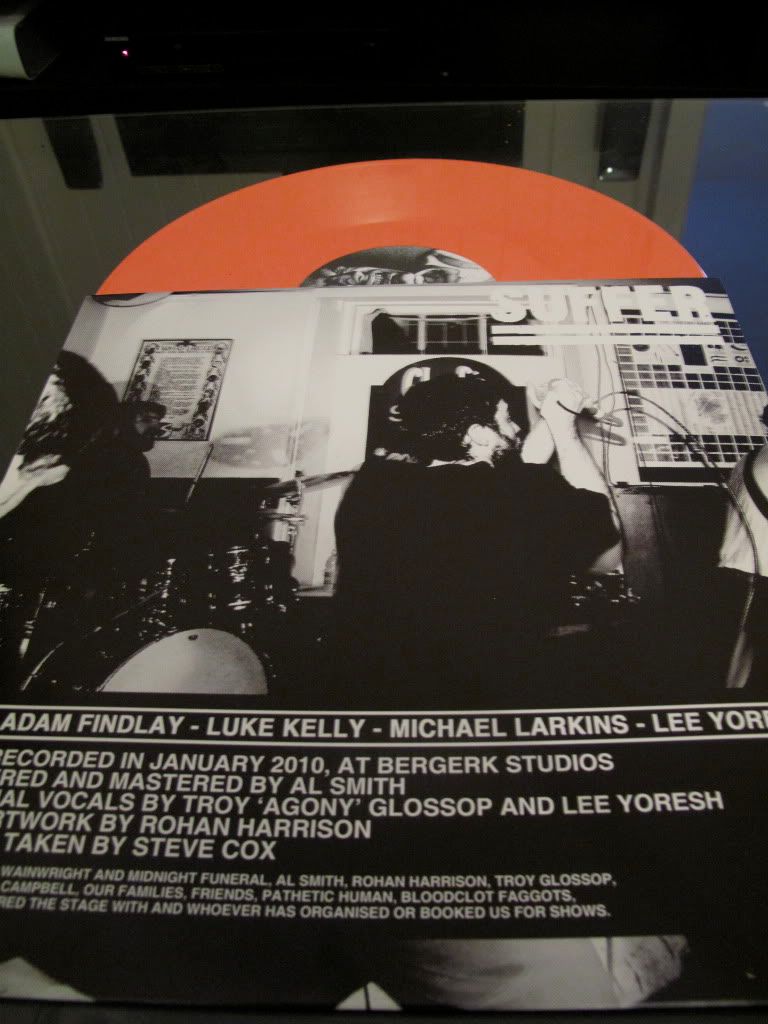 SUFFER
ADAM FINDLAY - LUKE KELLY - MICHAEL LARKINS - LEE YORE
RECORDED IN JANUARY 2010, AT BERGERK STUDIOS
RED AND MASTERED BY AL SMITH
AL VOCALS BY TROY 'AGONY' GLOSSOP AND LEE YORESH
RTWORK BY ROHAN HARRISON
TAKEN BY STEVE COX
WAINWRIGHT AND MIDNIGHT FUNERAL, AL SMITH, ROHAN HARRISON, TROY GLOSSOP,
CAMPBELL, OUR FAMILIES, FRIENDS, PATHETIC HUMAN, BLOODCLOT FAGGOTS,
RED THE STAGE WITH AND WHOEVER HAS ORGANISED OR BOOKED US FOR SHOWS.